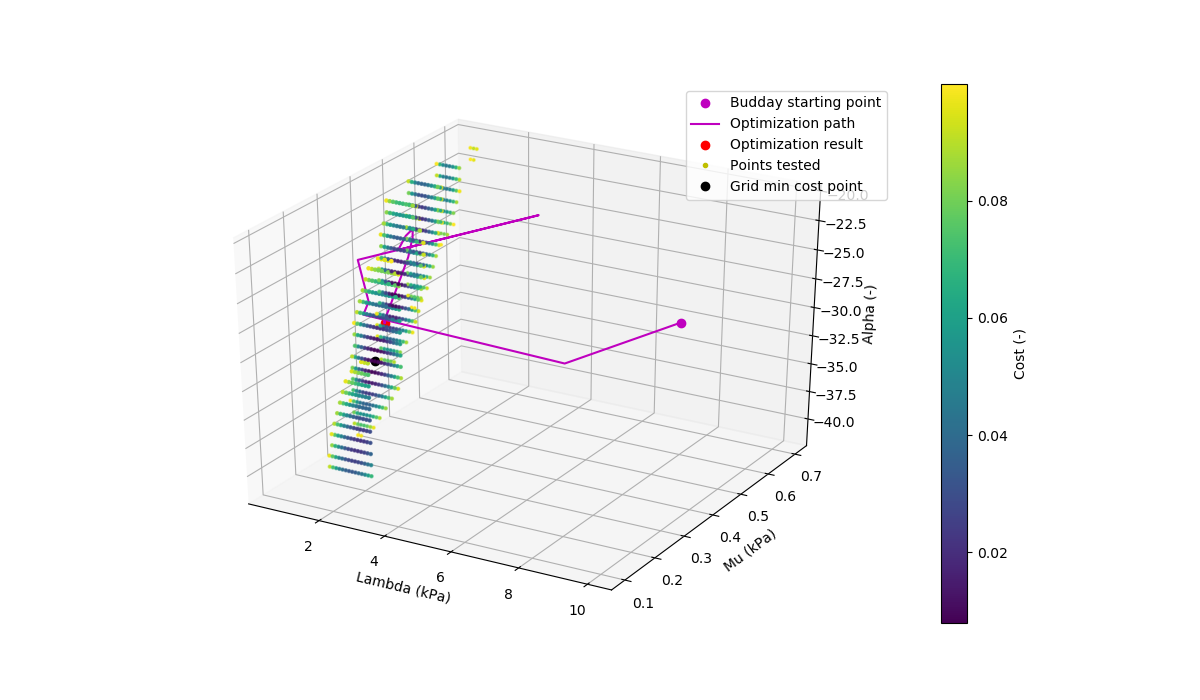 Budday starting point
Optimization path
Optimization result
Points tested
Grid min cost point
−20.0
−22.5
−25.0
−27.5
−30.0
−32.5
−35.0
−37.5
−40.0
Alpha (-)
0.7
0.6
0.5
0.4
0.3
0.2
0.1
Mu (kPa)
2
4
6
8
10
Lambda (kPa)
0.08
0.06
0.04
0.02
Cost (-)